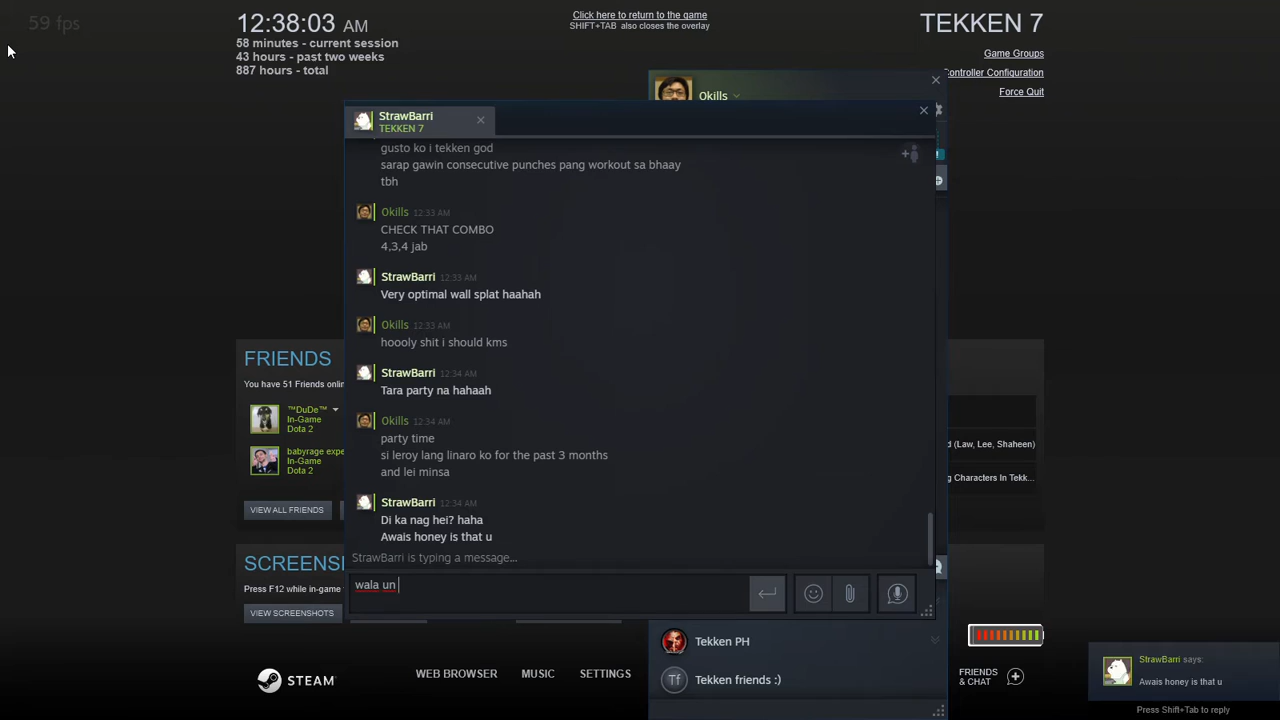 59 fps
12:38:03 AM
58 minutes - current session
43 hours - past two weeks
887 hours - total
Click here to return to the game
SHIFT+TAB also closes the overlay
TEKKEN 7
Game Groups
Controller Configuration
Force Quit
0kills
StrawBarri
TEKKEN 7
gusto ko i tekken god
sarap gawin consecutive punches pang workout sa bhaay
tbh
0kills 12:33 AM
CHECK THAT COMBO
4,3,4 jab
StrawBarri 12:33 AM
Very optimal wall splat haahah
0kills 12:33 AM
hoooly shit i should kms
StrawBarri 12:34 AM
Tara party na hahaah
0kills 12:34 AM
party time
si leroy lang linaro ko for the past 3 months
and lei minsa
StrawBarri 12:34 AM
Di ka nag hei? haha
Awais honey is that u
StrawBarri is typing a message...
wala un
FRIENDS
You have 51 Friends onlin
™DuDe™
In-Game
Dota 2
babyrage expe
In-Game
Dota 2
VIEW ALL FRIENDS
d (Law, Lee, Shaheen)
g Characters In Tekk...
SCREENS
Press F12 while in-game
VIEW SCREENSHOTS
Tekken PH
Tf Tekken friends :)
STEAM
WEB BROWSER
MUSIC
SETTINGS
FRIENDS
& CHAT
StrawBarri says:
Awais honey is that u
Press Shift+Tab to reply